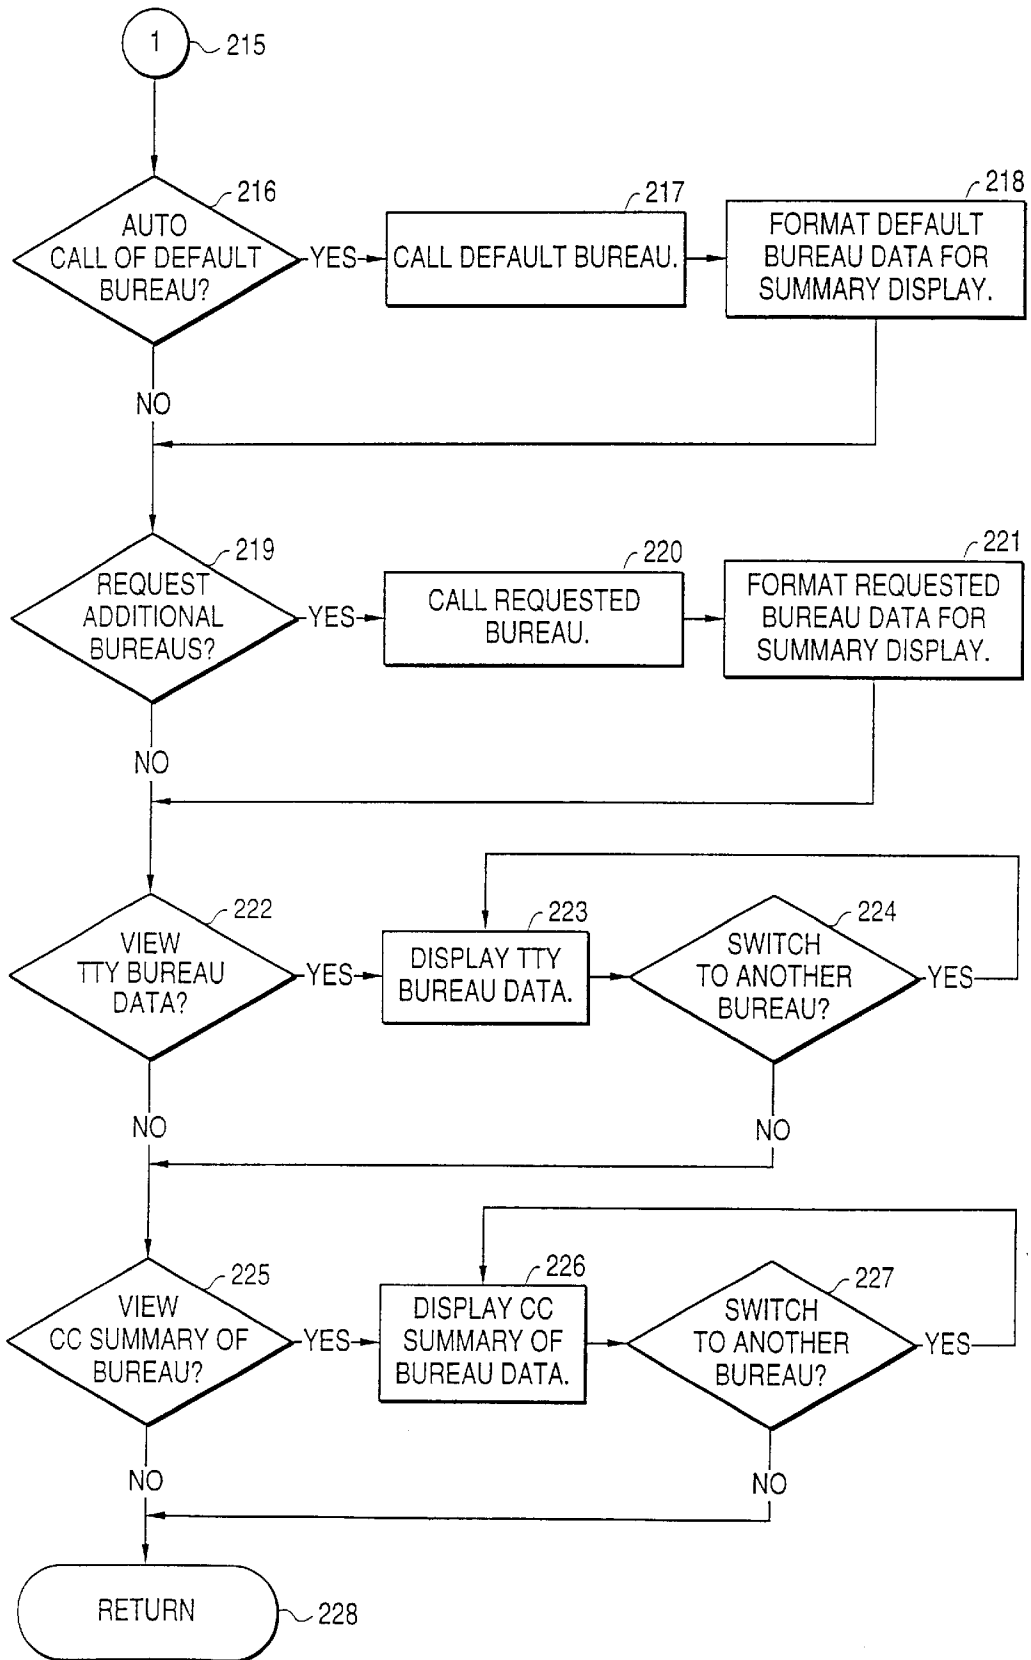 1
215
216
AUTO
CALL OF DEFAULT
BUREAU?
YES
217
CALL DEFAULT BUREAU.
218
FORMAT DEFAULT
BUREAU DATA FOR
SUMMARY DISPLAY.
NO
219
REQUEST
ADDITIONAL
BUREAUS?
YES
220
CALL REQUESTED
BUREAU.
221
FORMAT REQUESTED
BUREAU DATA FOR
SUMMARY DISPLAY.
NO
222
VIEW
TTY BUREAU
DATA?
YES
223
DISPLAY TTY
BUREAU DATA.
224
SWITCH
TO ANOTHER
BUREAU?
YES
NO
NO
225
VIEW
CC SUMMARY OF
BUREAU?
YES
226
DISPLAY CC
SUMMARY OF
BUREAU DATA.
227
SWITCH
TO ANOTHER
BUREAU?
YES
NO
NO
RETURN
228